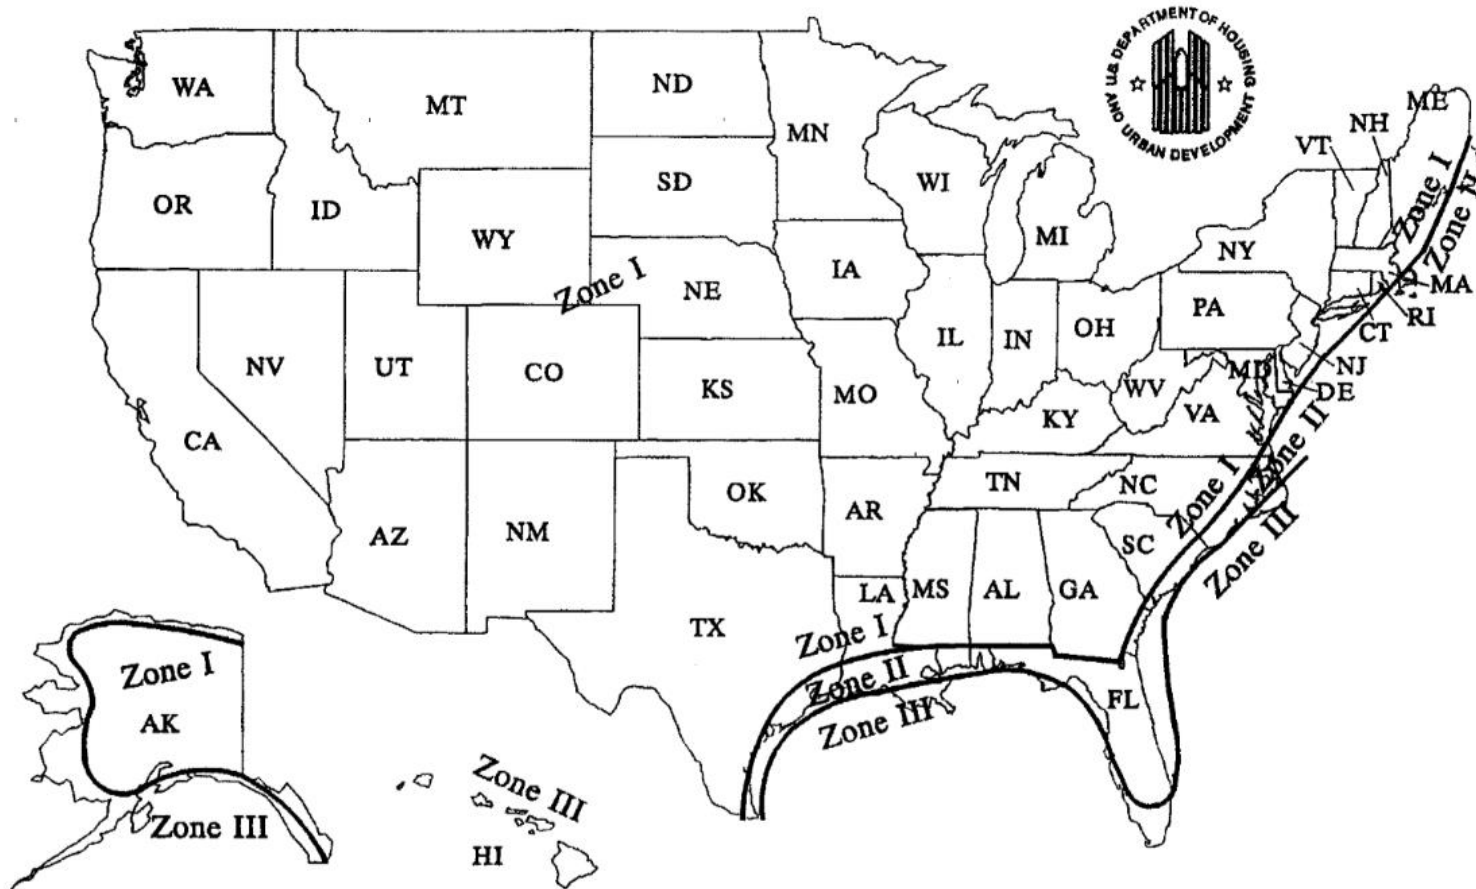 U.S. DEPARTMENT OF HOUSING
AND URBAN DEVELOPMENT
WA
MT
ND
MN
ME
NH
VT
OR
ID
SD
WI
MI
NY
Zone I
Zone II
WY
Zone I
NE
IA
PA
MA
RI
CT
NV
UT
CO
IL
IN
OH
NJ
MD
DE
CA
KS
MO
WV
VA
KY
Zone I
Zone II
AZ
NM
OK
AR
TN
NC
SC
Zone III
TX
LA
MS
AL
GA
Zone I
Zone II
Zone III
FL
Zone I
AK
Zone III
Zone III
HI